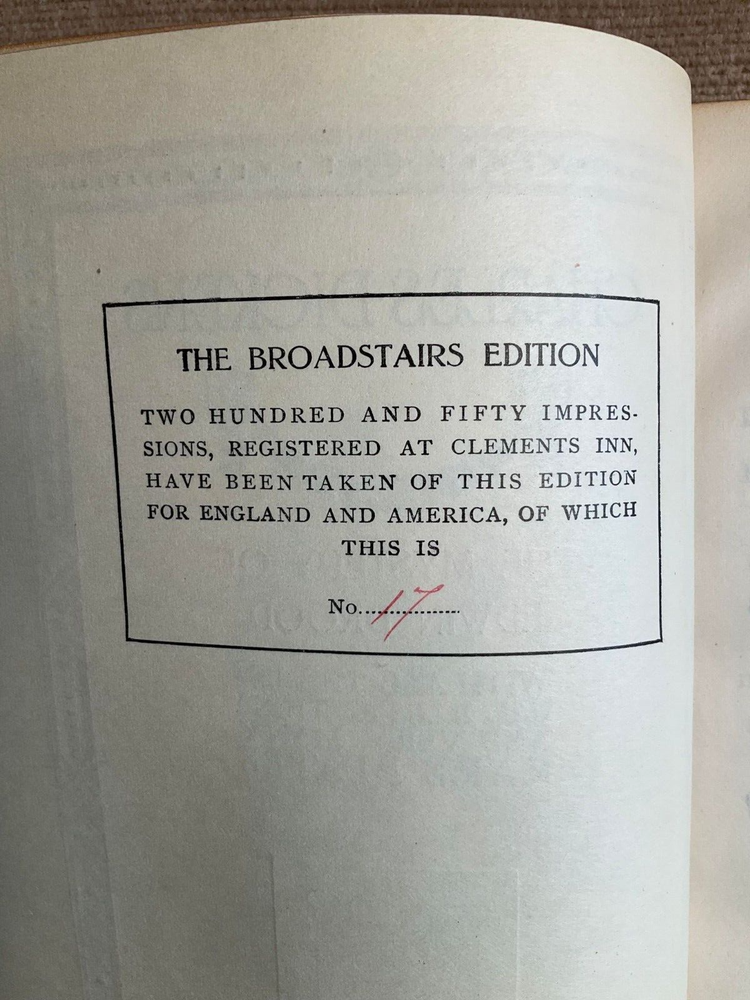 THE BROADSTAIRS EDITION
TWO HUNDRED AND FIFTY IMPRES-
SIONS, REGISTERED AT CLEMENTS INN,
HAVE BEEN TAKEN OF THIS EDITION
FOR ENGLAND AND AMERICA, OF WHICH
THIS IS
No. 17